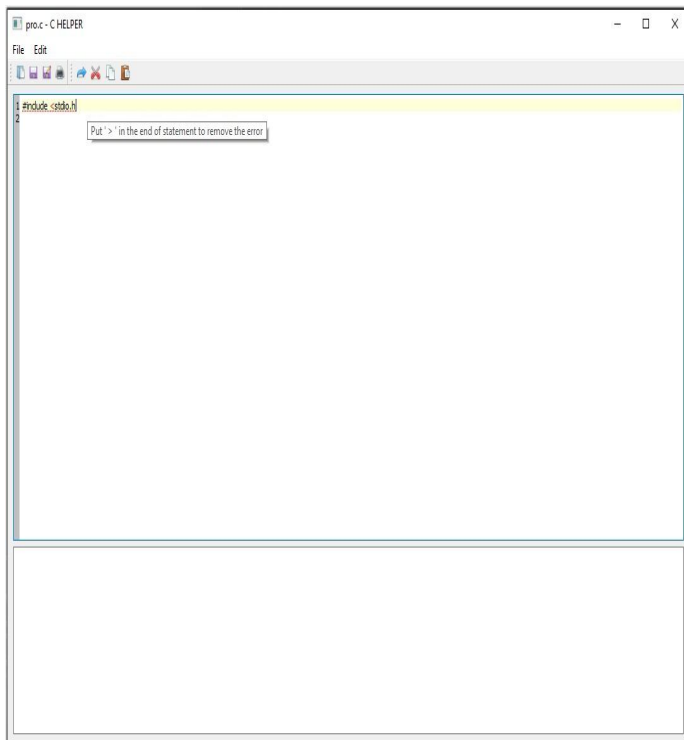 pro.c - C HELPER
File Edit
1 #include <stdio.h
2
Put ' > ' in the end of statement to remove the error